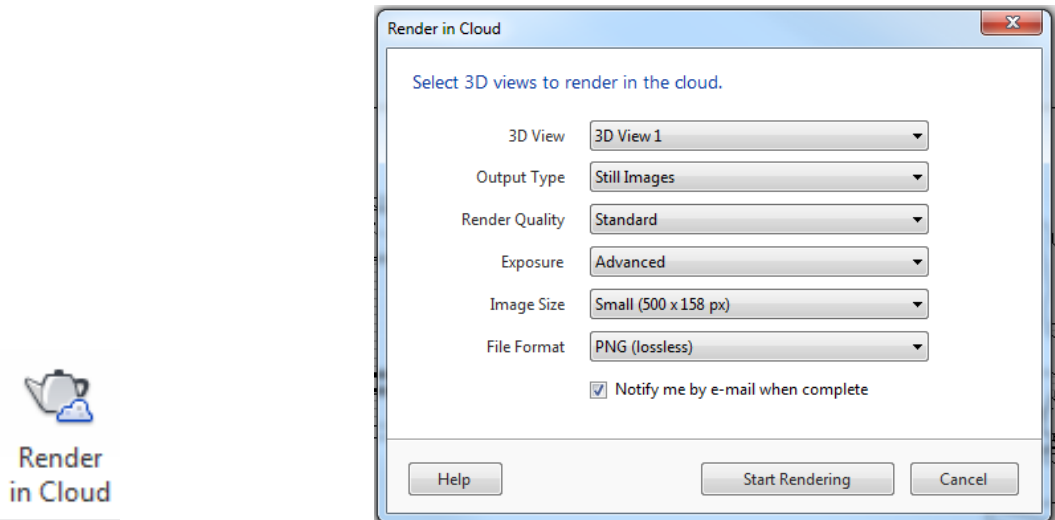 Render in Cloud
Select 3D views to render in the cloud.
3D View 3D View 1
Output Type Still Images
Render Quality Standard
Exposure Advanced
Image Size Small (500 x 158 px)
File Format PNG (lossless)
Notify me by e-mail when complete
Help Start Rendering Cancel
Render
in Cloud